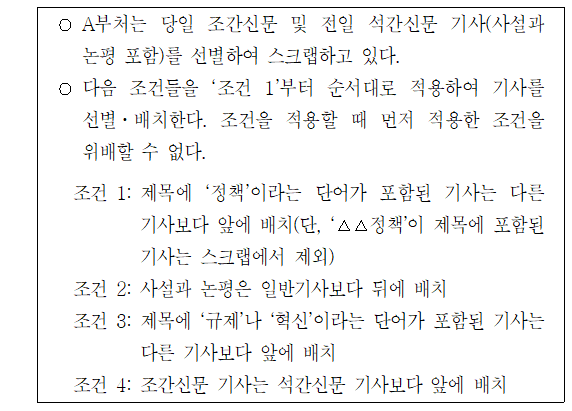 ○ A부처는 당일 조간신문 및 전일 석간신문 기사(사설과
논평 포함)를 선별하여 스크랩하고 있다.
○ 다음 조건들을 ‘조건 1’부터 순서대로 적용하여 기사를
선별·배치한다. 조건을 적용할 때 먼저 적용한 조건을
위배할 수 없다.
조건 1: 제목에 ‘정책’이라는 단어가 포함된 기사는 다른
기사보다 앞에 배치(단, ‘△△정책’이 제목에 포함된
기사는 스크랩에서 제외)
조건 2: 사설과 논평은 일반기사보다 뒤에 배치
조건 3: 제목에 ‘규제’나 ‘혁신’이라는 단어가 포함된 기사는
다른 기사보다 앞에 배치
조건 4: 조간신문 기사는 석간신문 기사보다 앞에 배치